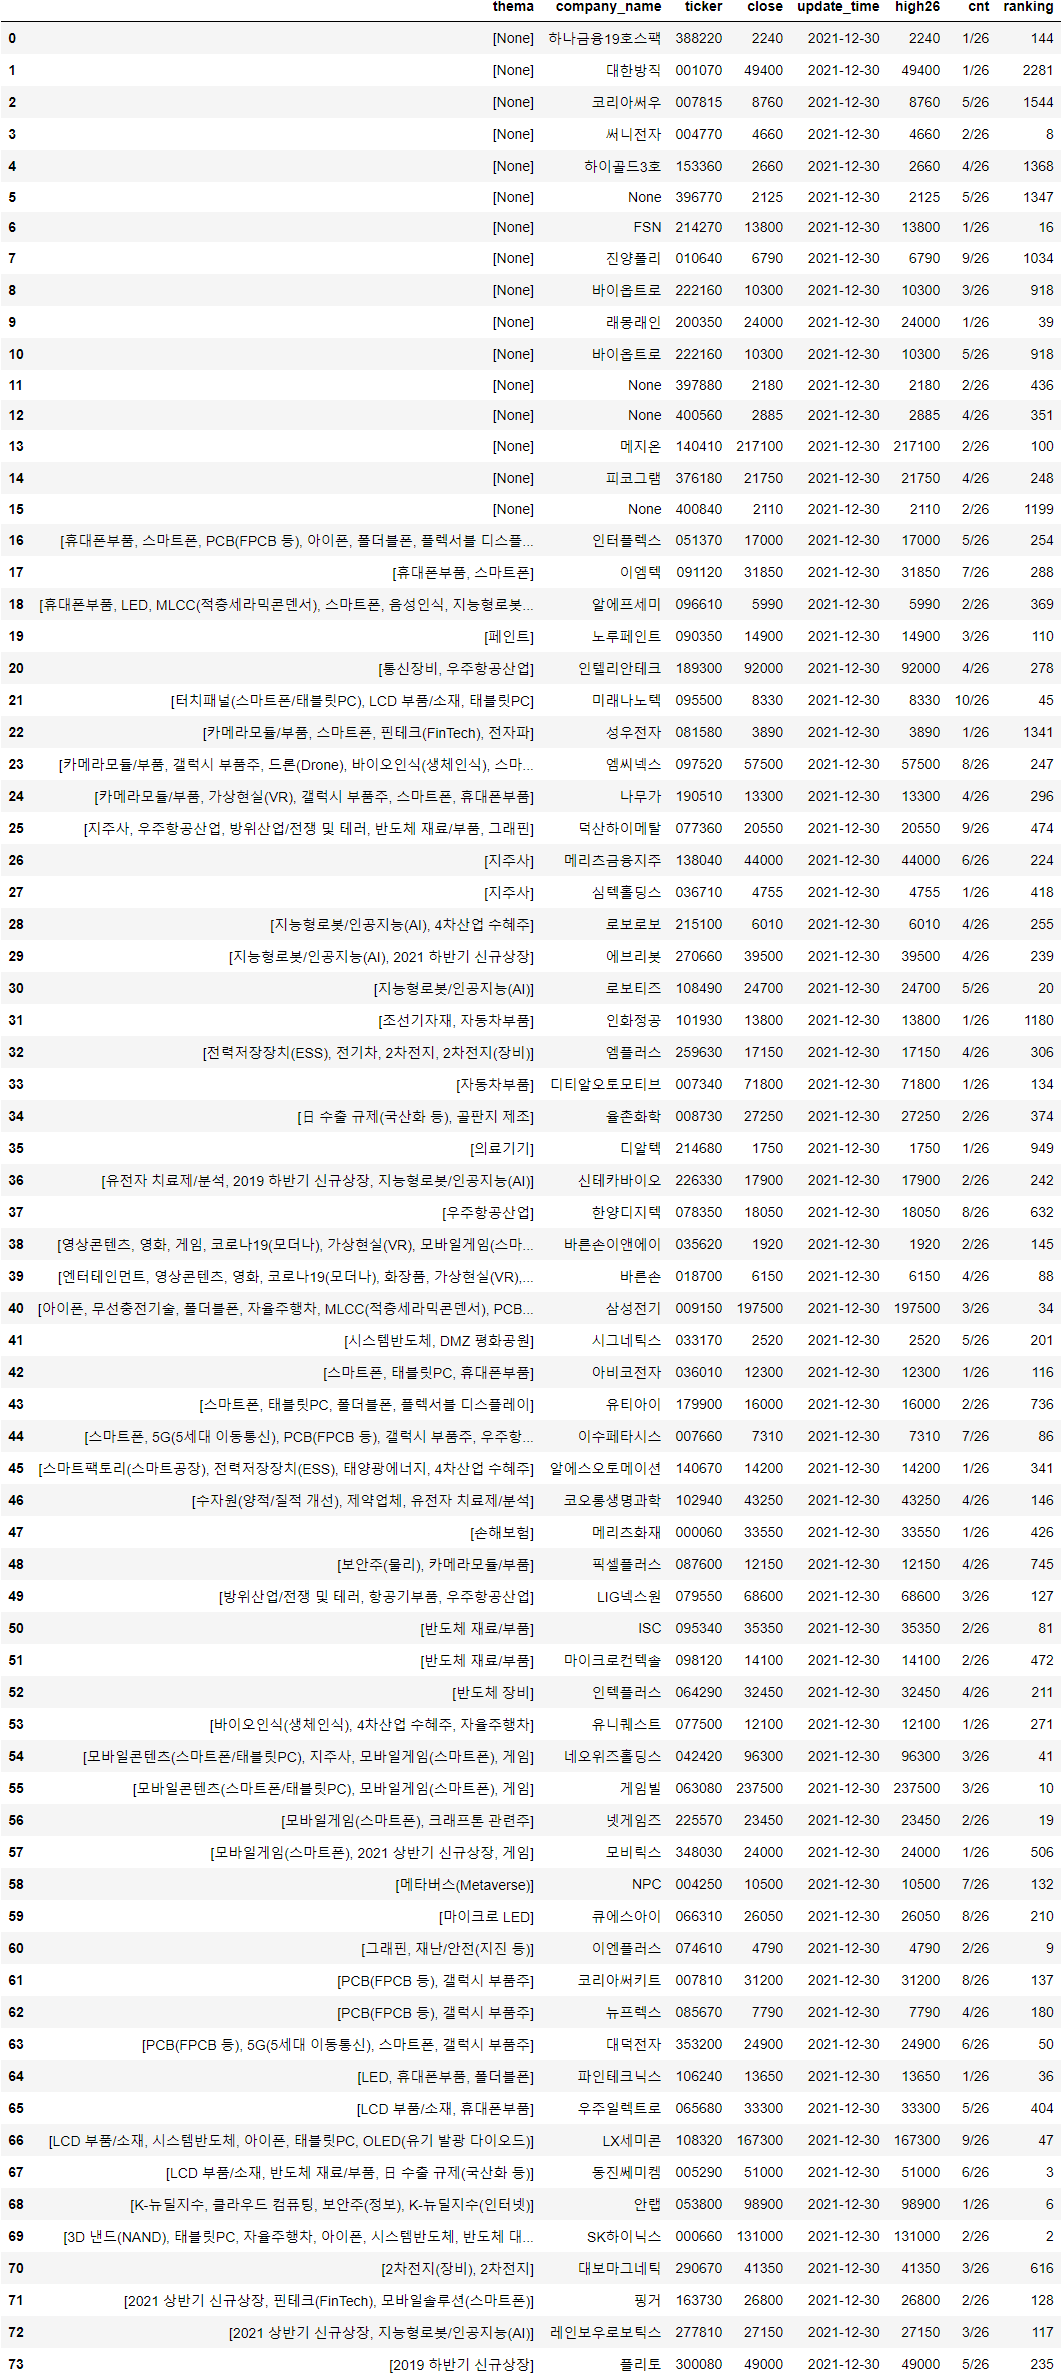 thema company_name ticker close update_time high26 cnt ranking
0 [None] 하나금융19호스팩 388220 2240 2021-12-30 2240 1/26 144
1 [None] 대한방직 001070 49400 2021-12-30 49400 1/26 2281
2 [None] 코리아써우 007815 8760 2021-12-30 8760 5/26 1544
3 [None] 써니전자 004770 4660 2021-12-30 4660 2/26 8
4 [None] 하이골드3호 153360 2660 2021-12-30 2660 4/26 1368
5 [None] None 396770 2125 2021-12-30 2125 5/26 1347
6 [None] FSN 214270 13800 2021-12-30 13800 1/26 16
7 [None] 진양폴리 010640 6790 2021-12-30 6790 9/26 1034
8 [None] 바이옵트로 222160 10300 2021-12-30 10300 3/26 918
9 [None] 래몽래인 200350 24000 2021-12-30 24000 1/26 39
10 [None] 바이옵트로 222160 10300 2021-12-30 10300 5/26 918
11 [None] None 397880 2180 2021-12-30 2180 2/26 436
12 [None] None 400560 2885 2021-12-30 2885 4/26 351
13 [None] 메지온 140410 217100 2021-12-30 217100 2/26 100
14 [None] 피코그램 376180 21750 2021-12-30 21750 4/26 248
15 [None] None 400840 2110 2021-12-30 2110 2/26 1199
16 [휴대폰부품, 스마트폰, PCB(FPCB 등), 아이폰, 폴더블폰, 플렉서블 디스플... 인터플렉스 051370 17000 2021-12-30 17000 5/26 254
17 [휴대폰부품, 스마트폰] 이엠텍 091120 31850 2021-12-30 31850 7/26 288
18 [휴대폰부품, LED, MLCC(적층세라믹콘덴서), 스마트폰, 음성인식, 지능형로봇... 알에프세미 096610 5990 2021-12-30 5990 2/26 369
19 [페인트] 노루페인트 090350 14900 2021-12-30 14900 3/26 110
20 [통신장비, 우주항공산업] 인텔리안테크 189300 92000 2021-12-30 92000 4/26 278
21 [터치패널(스마트폰/태블릿PC), LCD 부품/소재, 태블릿PC] 미래나노텍 095500 8330 2021-12-30 8330 10/26 45
22 [카메라모듈/부품, 스마트폰, 핀테크(FinTech), 전자파] 성우전자 081580 3890 2021-12-30 3890 1/26 1341
23 [카메라모듈/부품, 갤럭시 부품주, 드론(Drone), 바이오인식(생체인식), 스마... 엠씨넥스 097520 57500 2021-12-30 57500 8/26 247
24 [카메라모듈/부품, 가상현실(VR), 갤럭시 부품주, 스마트폰, 휴대폰부품] 나무가 190510 13300 2021-12-30 13300 4/26 296
25 [지주사, 우주항공산업, 방위산업/전쟁 및 테러, 반도체 재료/부품, 그래핀] 덕산하이메탈 077360 20550 2021-12-30 20550 9/26 474
26 [지주사] 메리츠금융지주 138040 44000 2021-12-30 44000 6/26 224
27 [지주사] 심텍홀딩스 036710 4755 2021-12-30 4755 1/26 418
28 [지능형로봇/인공지능(AI), 4차산업 수혜주] 로보로보 215100 6010 2021-12-30 6010 4/26 255
29 [지능형로봇/인공지능(AI), 2021 하반기 신규상장] 에브리봇 270660 39500 2021-12-30 39500 4/26 239
30 [지능형로봇/인공지능(AI)] 로보티즈 108490 24700 2021-12-30 24700 5/26 20
31 [조선기자재, 자동차부품] 인화정공 101930 13800 2021-12-30 13800 1/26 1180
32 [전력저장장치(ESS), 전기차, 2차전지, 2차전지(장비)] 엠플러스 259630 17150 2021-12-30 17150 4/26 306
33 [자동차부품] 디티알오토모티브 007340 71800 2021-12-30 71800 1/26 134
34 [日 수출 규제(국산화 등), 골판지 제조] 율촌화학 008730 27250 2021-12-30 27250 2/26 374
35 [의료기기] 디알텍 214680 1750 2021-12-30 1750 1/26 949
36 [유전자 치료제/분석, 2019 하반기 신규상장, 지능형로봇/인공지능(AI)] 신테카바이오 226330 17900 2021-12-30 17900 2/26 242
37 [우주항공산업] 한양디지텍 078350 18050 2021-12-30 18050 8/26 632
38 [영상콘텐츠, 영화, 게임, 코로나19(모더나), 가상현실(VR), 모바일게임(스마... 바른손이앤에이 035620 1920 2021-12-30 1920 2/26 145
39 [엔터테인먼트, 영상콘텐츠, 영화, 코로나19(모더나), 화장품, 가상현실(VR),... 바른손 018700 6150 2021-12-30 6150 4/26 88
40 [아이폰, 무선충전기술, 폴더블폰, 자율주행차, MLCC(적층세라믹콘덴서), PCB... 삼성전기 009150 197500 2021-12-30 197500 3/26 34
41 [시스템반도체, DMZ 평화공원] 시그네틱스 033170 2520 2021-12-30 2520 5/26 201
42 [스마트폰, 태블릿PC, 휴대폰부품] 아비코전자 036010 12300 2021-12-30 12300 1/26 116
43 [스마트폰, 태블릿PC, 폴더블폰, 플렉서블 디스플레이] 유티아이 179900 16000 2021-12-30 16000 2/26 736
44 [스마트폰, 5G(5세대 이동통신), PCB(FPCB 등), 갤럭시 부품주, 우주항... 이수페타시스 007660 7310 2021-12-30 7310 7/26 86
45 [스마트팩토리(스마트공장), 전력저장장치(ESS), 태양광에너지, 4차산업 수혜주] 알에스오토메이션 140670 14200 2021-12-30 14200 1/26 341
46 [수자원(양적/질적 개선), 제약업체, 유전자 치료제/분석] 코오롱생명과학 102940 43250 2021-12-30 43250 4/26 146
47 [손해보험] 메리츠화재 000060 33550 2021-12-30 33550 1/26 426
48 [보안주(물리), 카메라모듈/부품] 픽셀플러스 087600 12150 2021-12-30 12150 4/26 745
49 [방위산업/전쟁 및 테러, 항공기부품, 우주항공산업] LIG넥스원 079550 68600 2021-12-30 68600 3/26 127
50 [반도체 재료/부품] ISC 095340 35350 2021-12-30 35350 2/26 81
51 [반도체 재료/부품] 마이크로컨텍솔 098120 14100 2021-12-30 14100 2/26 472
52 [반도체 장비] 인텍플러스 064290 32450 2021-12-30 32450 4/26 211
53 [바이오인식(생체인식), 4차산업 수혜주, 자율주행차] 유니퀘스트 077500 12100 2021-12-30 12100 1/26 271
54 [모바일콘텐츠(스마트폰/태블릿PC), 지주사, 모바일게임(스마트폰), 게임] 네오위즈홀딩스 042420 96300 2021-12-30 96300 3/26 41
55 [모바일콘텐츠(스마트폰/태블릿PC), 모바일게임(스마트폰), 게임] 게임빌 063080 237500 2021-12-30 237500 3/26 10
56 [모바일게임(스마트폰), 크래프톤 관련주] 넷게임즈 225570 23450 2021-12-30 23450 2/26 19
57 [모바일게임(스마트폰), 2021 상반기 신규상장, 게임] 모비릭스 348030 24000 2021-12-30 24000 1/26 506
58 [메타버스(Metaverse)] NPC 004250 10500 2021-12-30 10500 7/26 132
59 [마이크로 LED] 큐에스아이 066310 26050 2021-12-30 26050 8/26 210
60 [그래핀, 재난/안전(지진 등)] 이엔플러스 074610 4790 2021-12-30 4790 2/26 9
61 [PCB(FPCB 등), 갤럭시 부품주] 코리아써키트 007810 31200 2021-12-30 31200 8/26 137
62 [PCB(FPCB 등), 갤럭시 부품주] 뉴프렉스 085670 7790 2021-12-30 7790 4/26 180
63 [PCB(FPCB 등), 5G(5세대 이동통신), 스마트폰, 갤럭시 부품주] 대덕전자 353200 24900 2021-12-30 24900 6/26 50
64 [LED, 휴대폰부품, 폴더블폰] 파인테크닉스 106240 13650 2021-12-30 13650 1/26 36
65 [LCD 부품/소재, 휴대폰부품] 우주일렉트로 065680 33300 2021-12-30 33300 5/26 404
66 [LCD 부품/소재, 시스템반도체, 아이폰, 태블릿PC, OLED(유기 발광 다이오드)] LX세미콘 108320 167300 2021-12-30 167300 9/26 47
67 [LCD 부품/소재, 반도체 재료/부품, 日 수출 규제(국산화 등)] 동진쎄미켐 005290 51000 2021-12-30 51000 6/26 3
68 [K-뉴딜지수, 클라우드 컴퓨팅, 보안주(정보), K-뉴딜지수(인터넷)] 안랩 053800 98900 2021-12-30 98900 1/26 6
69 [3D 낸드(NAND), 태블릿PC, 자율주행차, 아이폰, 시스템반도체, 반도체 대... SK하이닉스 000660 131000 2021-12-30 131000 2/26 2
70 [2차전지(장비), 2차전지] 대보마그네틱 290670 41350 2021-12-30 41350 3/26 616
71 [2021 상반기 신규상장, 핀테크(FinTech), 모바일솔루션(스마트폰)] 핑거 163730 26800 2021-12-30 26800 2/26 128
72 [2021 상반기 신규상장, 지능형로봇/인공지능(AI)] 레인보우로보틱스 277810 27150 2021-12-30 27150 3/26 117
73 [2019 하반기 신규상장] 플리토 300080 49000 2021-12-30 49000 5/26 235